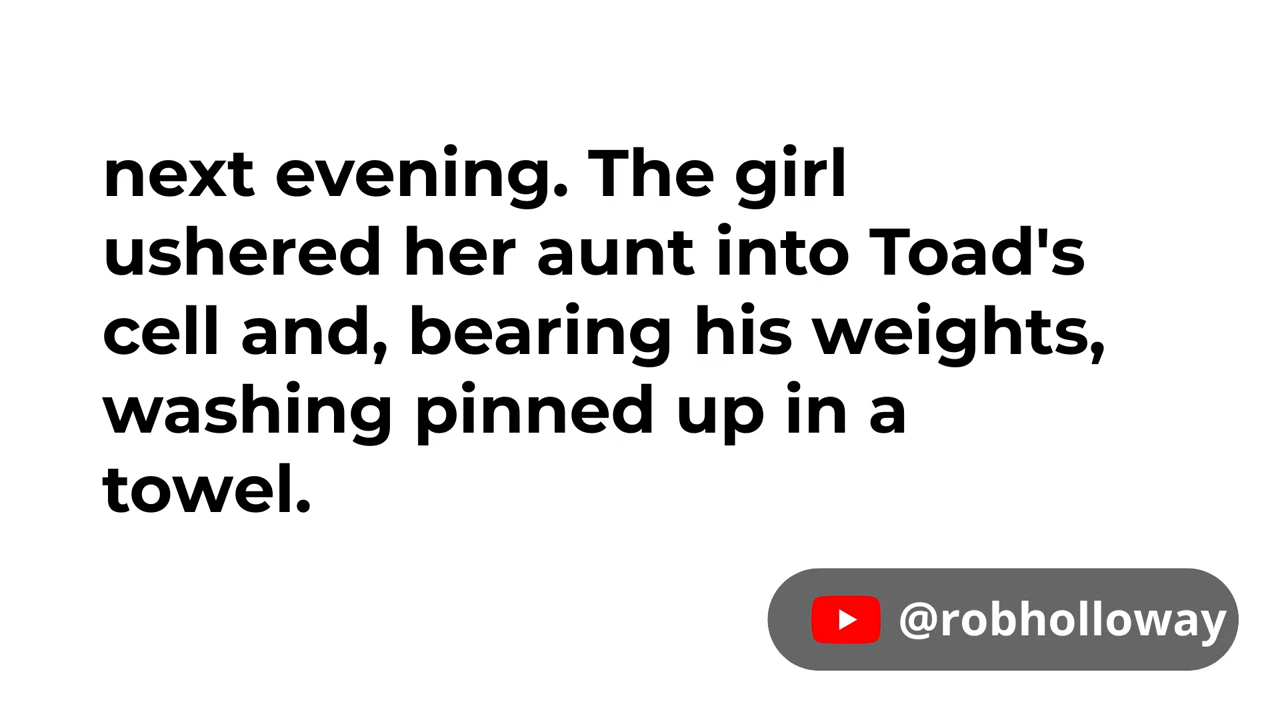 next evening. The girl
ushered her aunt into Toad's
cell and, bearing his weights,
washing pinned up in a
towel.
@robholloway